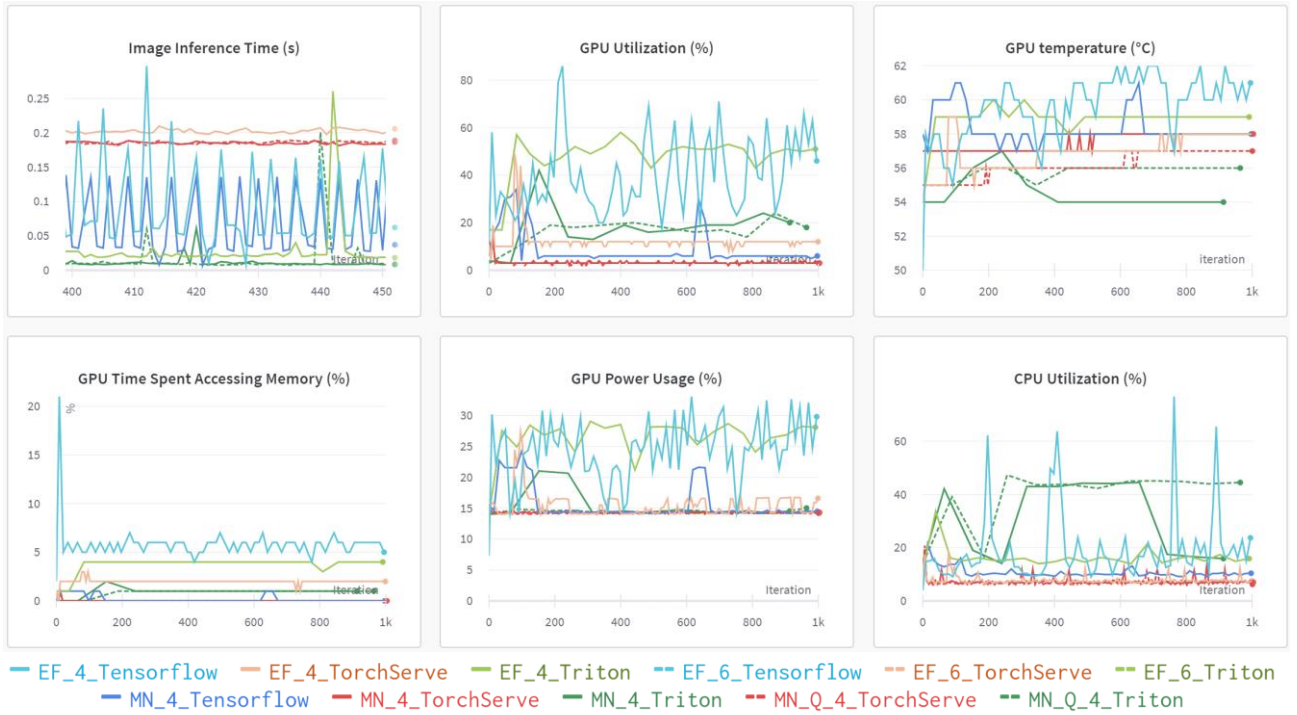 Image Inference Time (s)
0.25
0.2
0.15
0.1
0.05
0
Iteration
400 410 420 430 440 450
GPU Utilization (%)
80
60
40
20
0
Iteration
0 200 400 600 800 1k
GPU temperature (°C)
62
60
58
56
54
52
50
iteration
0 200 400 600 800 1k
GPU Time Spent Accessing Memory (%)
%
20
15
10
5
0
Iteration
0 200 400 600 800 1k
GPU Power Usage (%)
30
25
20
15
10
5
0
Iteration
0 200 400 600 800 1k
CPU Utilization (%)
60
40
20
0
Iteration
0 200 400 600 800 1k
EF_4_Tensorflow EF_4_TorchServe EF_4_Triton EF_6_Tensorflow EF_6_TorchServe EF_6_Triton
MN_4_Tensorflow MN_4_TorchServe MN_4_Triton MN_Q_4_TorchServe MN_Q_4_Triton